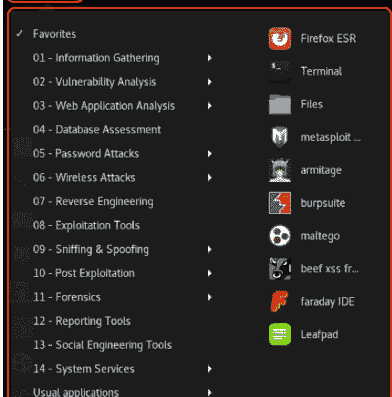 Favorites
01 - Information Gathering
02 - Vulnerability Analysis
03 - Web Application Analysis
04 - Database Assessment
05 - Password Attacks
06 - Wireless Attacks
07 - Reverse Engineering
08 - Exploitation Tools
09 - Sniffing & Spoofing
10 - Post Exploitation
11 - Forensics
12 - Reporting Tools
13 - Social Engineering Tools
14 - System Services
Usual applications
Firefox ESR
Terminal
Files
metasploit ...
armitage
burpsuite
maltego
beef xss fr...
faraday IDE
Leafpad